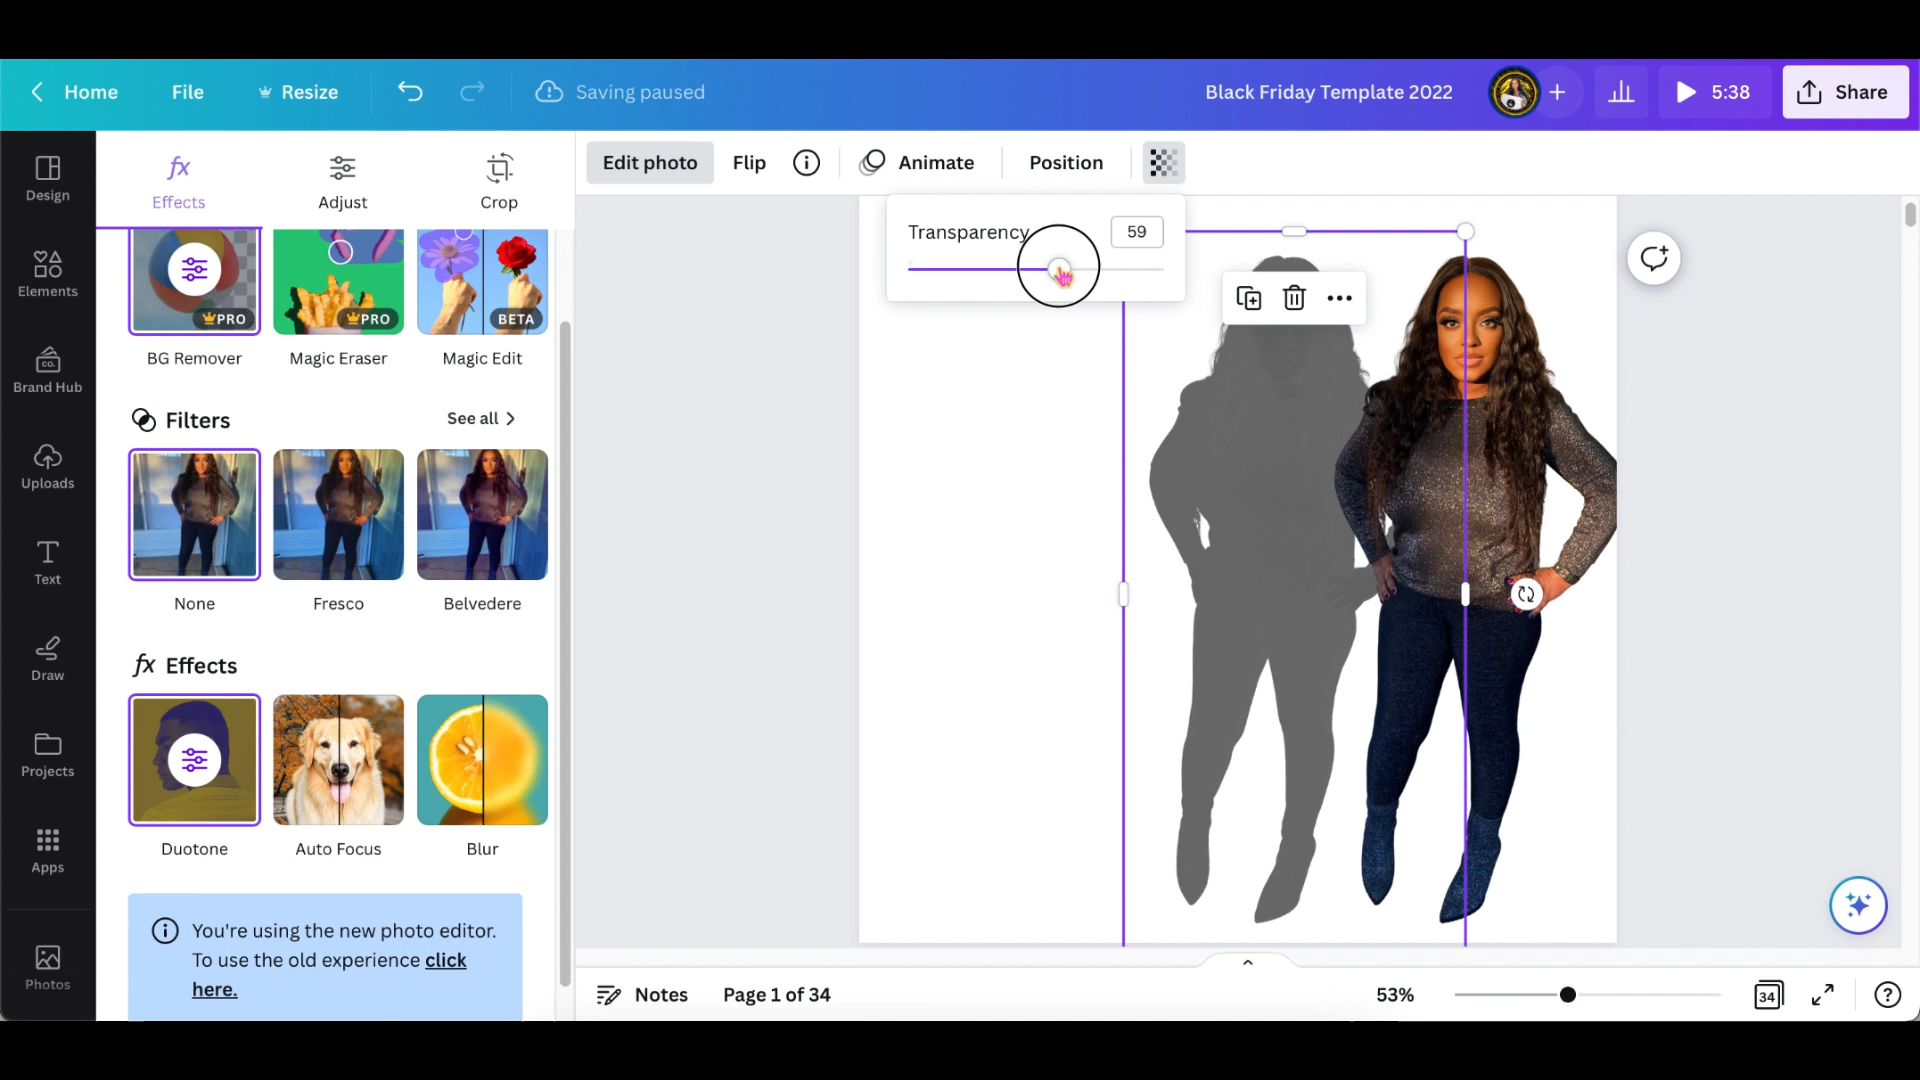 Home
File
Resize
Saving paused
Black Friday Template 2022
5:38
Share
Design
Elements
CO.
Brand Hub
Uploads
Text
Draw
Projects
Apps
Photos
fx
Effects
Adjust
Crop
PRO
PRO
BETA
BG Remover
Magic Eraser
Magic Edit
Filters
See all
None
Fresco
Belvedere
fx Effects
Duotone
Auto Focus
Blur
You're using the new photo editor.
To use the old experience click
here.
Edit photo
Flip
Animate
Position
Transparency
59
Notes
Page 1 of 34
53%
34